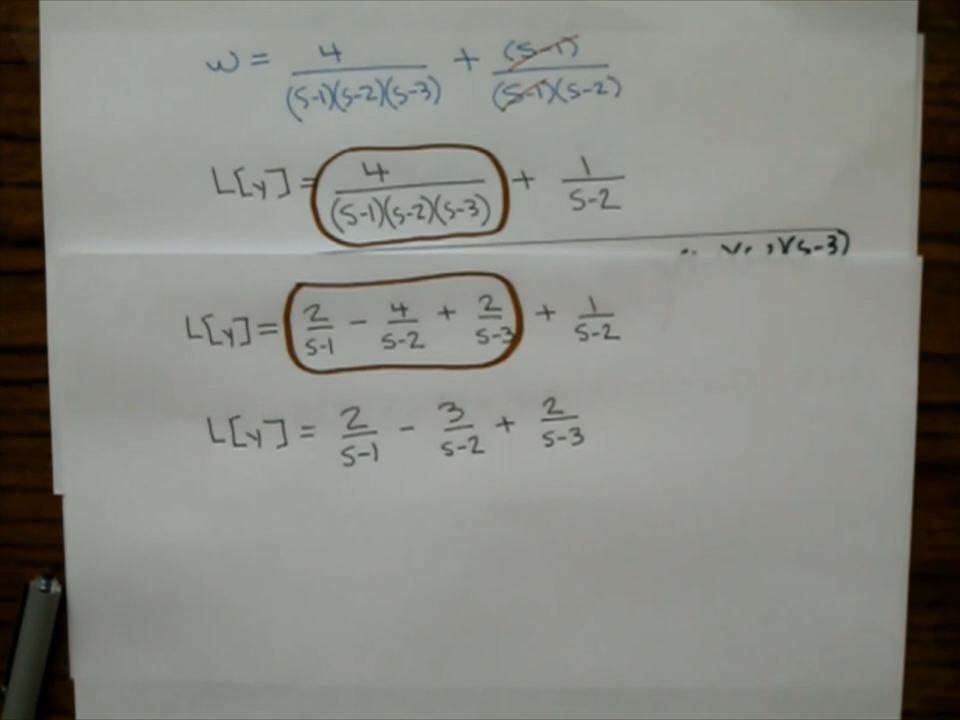 w = 4/((s-1)(s-2)(s-3)) + (s-1)/((s-1)(s-2))
L[y] = 4/((s-1)(s-2)(s-3)) + 1/(s-2)
(s-3)
L[y] = 2/(s-1) - 4/(s-2) + 2/(s-3) + 1/(s-2)
L[y] = 2/(s-1) - 3/(s-2) + 2/(s-3)